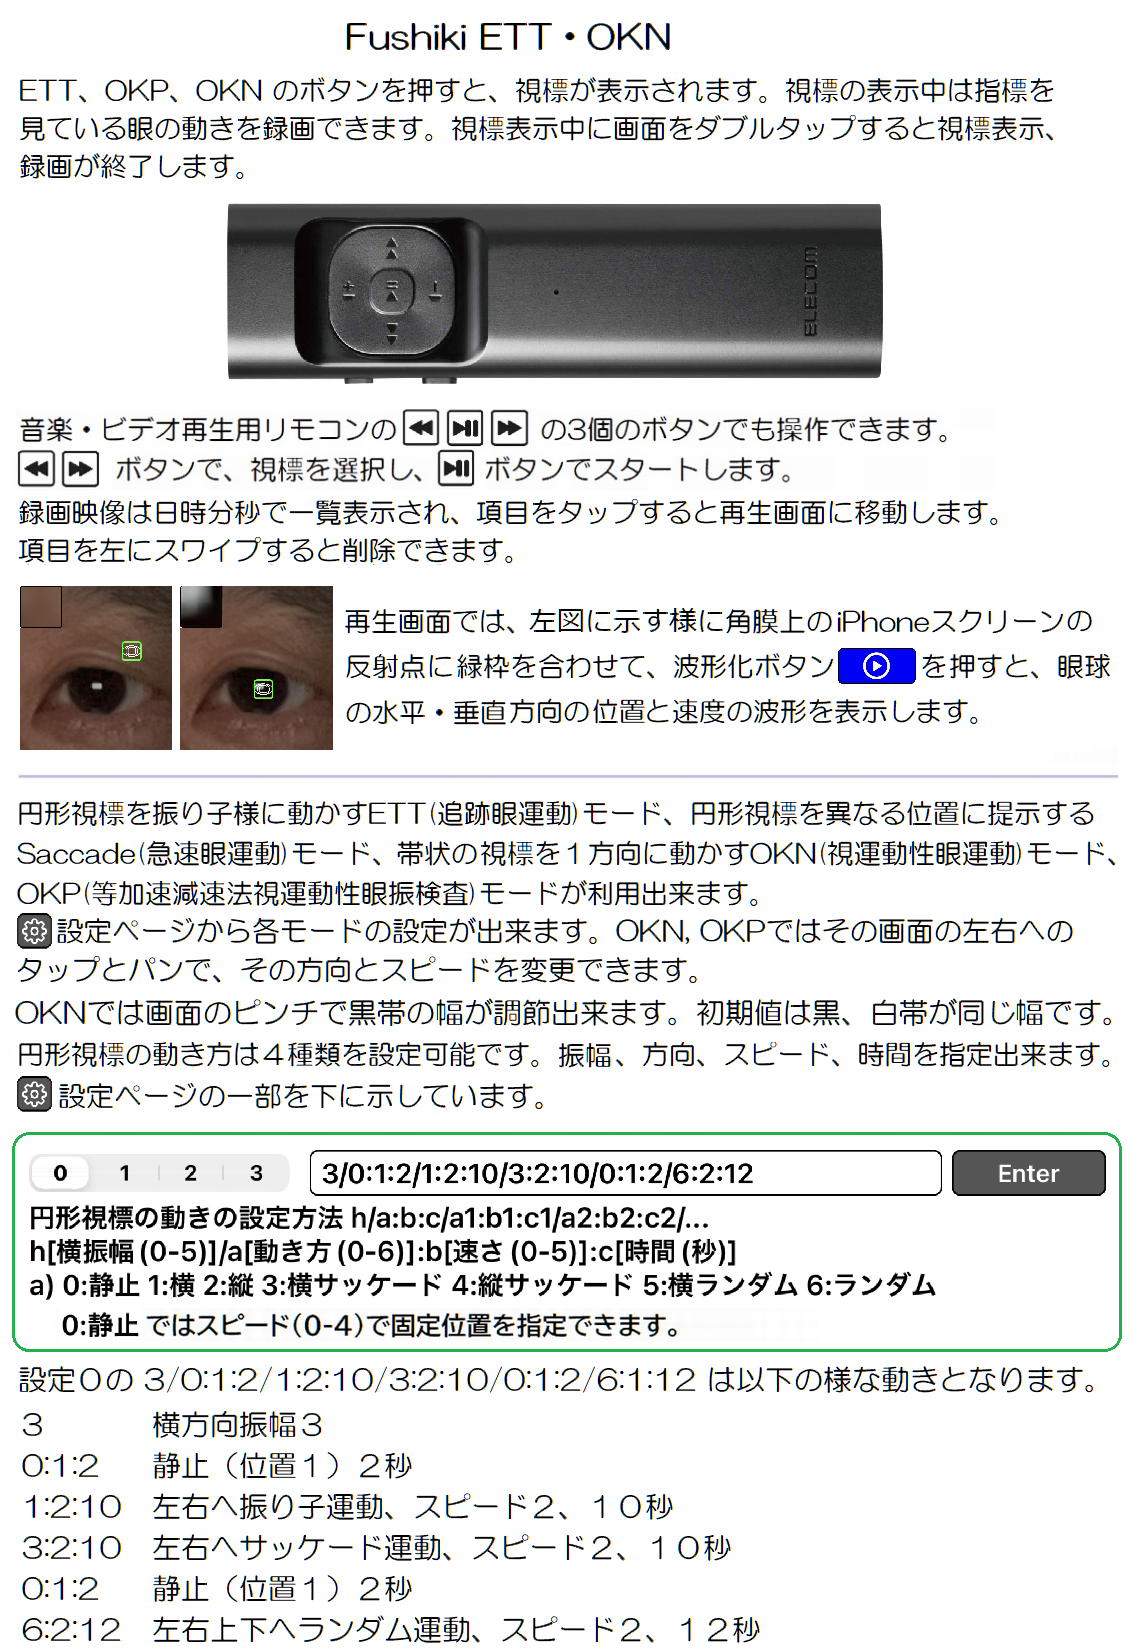 Fushiki ETT・OKN
ETT、OKP、OKN のボタンを押すと、視標が表示されます。視標の表示中は指標を
見ている眼の動きを録画できます。視標表示中に画面をダブルタップすると視標表示、
録画が終了します。
ELECOM
音楽・ビデオ再生用リモコンの の3個のボタンでも操作できます。
ボタンで、視標を選択し、 ボタンでスタートします。
録画映像は日時分秒で一覧表示され、項目をタップすると再生画面に移動します。
項目を左にスワイプすると削除できます。
再生画面では、左図に示す様に角膜上のiPhoneスクリーンの
反射点に緑枠を合わせて、波形化ボタン を押すと、眼球
の水平・垂直方向の位置と速度の波形を表示します。
円形視標を振り子様に動かすETT(追跡眼運動)モード、円形視標を異なる位置に提示する
Saccade(急速眼運動)モード、帯状の視標を１方向に動かすOKN(視運動性眼運動)モード、
OKP(等加速減速法視運動性眼振検査)モードが利用出来ます。
設定ページから各モードの設定が出来ます。OKN, OKPではその画面の左右への
タップとパンで、その方向とスピードを変更できます。
OKNでは画面のピンチで黒帯の幅が調節出来ます。初期値は黒、白帯が同じ幅です。
円形視標の動き方は４種類を設定可能です。振幅、方向、スピード、時間を指定出来ます。
設定ページの一部を下に示しています。
0 1 2 3 3/0:1:2/1:2:10/3:2:10/0:1:2/6:2:12 Enter
円形視標の動きの設定方法 h/a:b:c/a1:b1:c1/a2:b2:c2/...
h[横振幅(0-5)]/a[動き方(0-6)]:b[速さ(0-5)]:c[時間(秒)]
a) 0:静止 1:横 2:縦 3:横サッケード 4:縦サッケード 5:横ランダム 6:ランダム
0:静止 ではスピード(0-4)で固定位置を指定できます。
設定０の 3/0:1:2/1:2:10/3:2:10/0:1:2/6:1:12 は以下の様な動きとなります。
3 横方向振幅３
0:1:2 静止（位置１）２秒
1:2:10 左右へ振り子運動、スピード２、１０秒
3:2:10 左右へサッケード運動、スピード２、１０秒
0:1:2 静止（位置１）２秒
6:2:12 左右上下へランダム運動、スピード２、１２秒